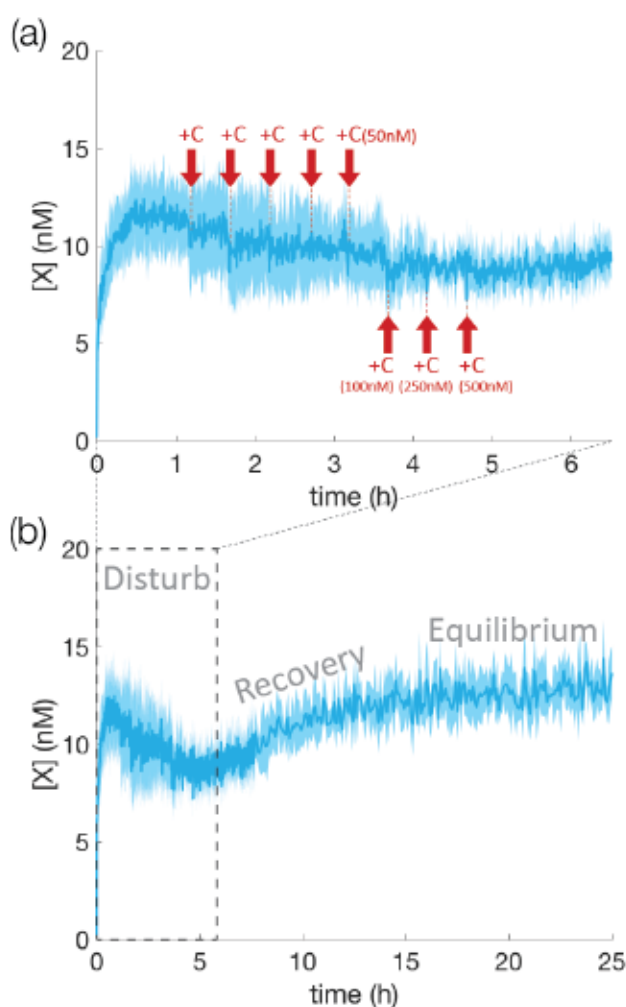 (a)
20
15
10
5
0
[X] (nM)
+C +C +C +C +C(50nM)
+C +C +C
(100nM) (250nM) (500nM)
0 1 2 3 4 5 6
time (h)
(b)
20
15
10
5
0
[X] (nM)
Disturb
Recovery
Equilibrium
0 5 10 15 20 25
time (h)